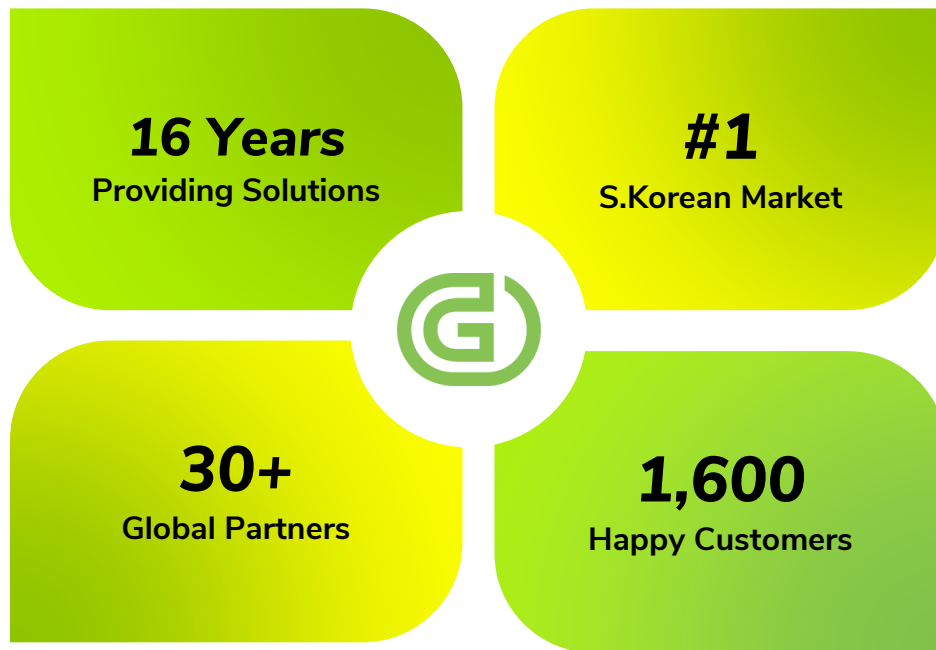 16 Years
Providing Solutions
#1
S.Korean Market
30+
Global Partners
1,600
Happy Customers